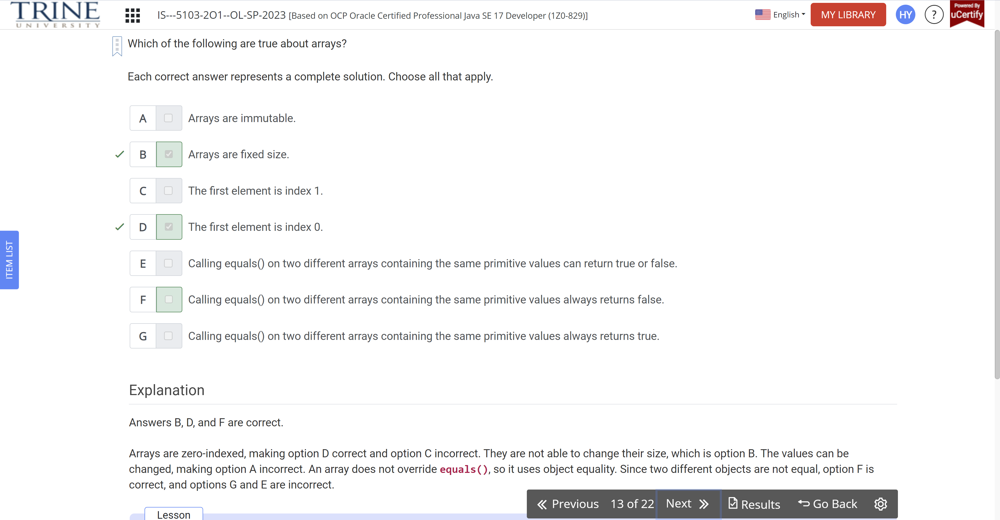 TRINE
UNIVERSITY
IS---5103-2O1--OL-SP-2023 [Based on OCP Oracle Certified Professional Java SE 17 Developer (1Z0-829)]
English
MY LIBRARY
HY
?
Powered By
uCertify
Which of the following are true about arrays?
Each correct answer represents a complete solution. Choose all that apply.
A Arrays are immutable.
B Arrays are fixed size.
C The first element is index 1.
D The first element is index 0.
E Calling equals() on two different arrays containing the same primitive values can return true or false.
F Calling equals() on two different arrays containing the same primitive values always returns false.
G Calling equals() on two different arrays containing the same primitive values always returns true.
ITEM LIST
Explanation
Answers B, D, and F are correct.
Arrays are zero-indexed, making option D correct and option C incorrect. They are not able to change their size, which is option B. The values can be
changed, making option A incorrect. An array does not override equals(), so it uses object equality. Since two different objects are not equal, option F is
correct, and options G and E are incorrect.
Previous 13 of 22 Next Results Go Back
Lesson